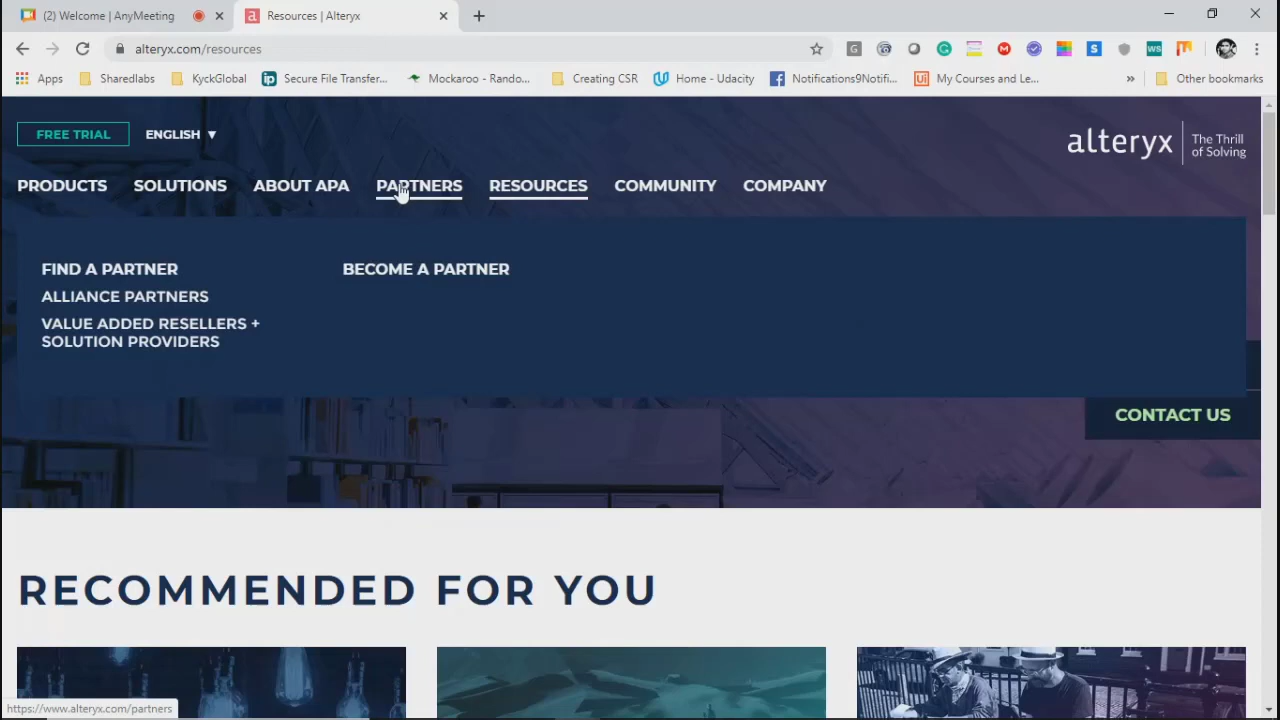 (2) Welcome | AnyMeeting
Resources | Alteryx
alteryx.com/resources
Apps
Sharedlabs
KyckGlobal
Secure File Transfer...
Mockaroo - Rando...
Creating CSR
Home - Udacity
Notifications9Notifi...
My Courses and Le...
»
Other bookmarks
FREE TRIAL
ENGLISH ▼
alteryx
The Thrill
of Solving
PRODUCTS
SOLUTIONS
ABOUT APA
PARTNERS
RESOURCES
COMMUNITY
COMPANY
FIND A PARTNER
BECOME A PARTNER
ALLIANCE PARTNERS
VALUE ADDED RESELLERS +
SOLUTION PROVIDERS
CONTACT US
RECOMMENDED FOR YOU
https://www.alteryx.com/partners